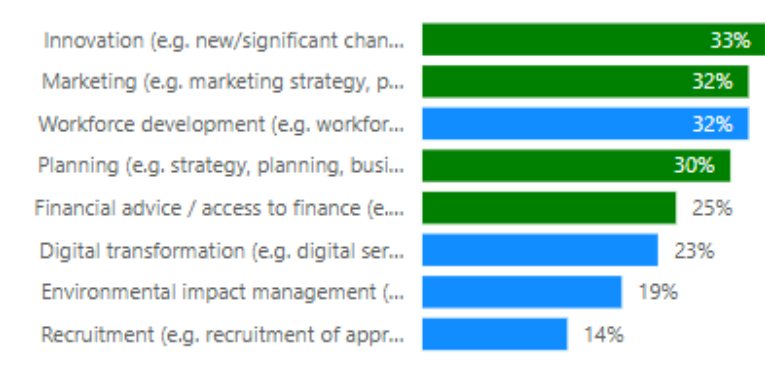 Innovation (e.g. new/significant chan... 33%
Marketing (e.g. marketing strategy, p... 32%
Workforce development (e.g. workfor... 32%
Planning (e.g. strategy, planning, busi... 30%
Financial advice / access to finance (e.... 25%
Digital transformation (e.g. digital ser... 23%
Environmental impact management (... 19%
Recruitment (e.g. recruitment of appr... 14%